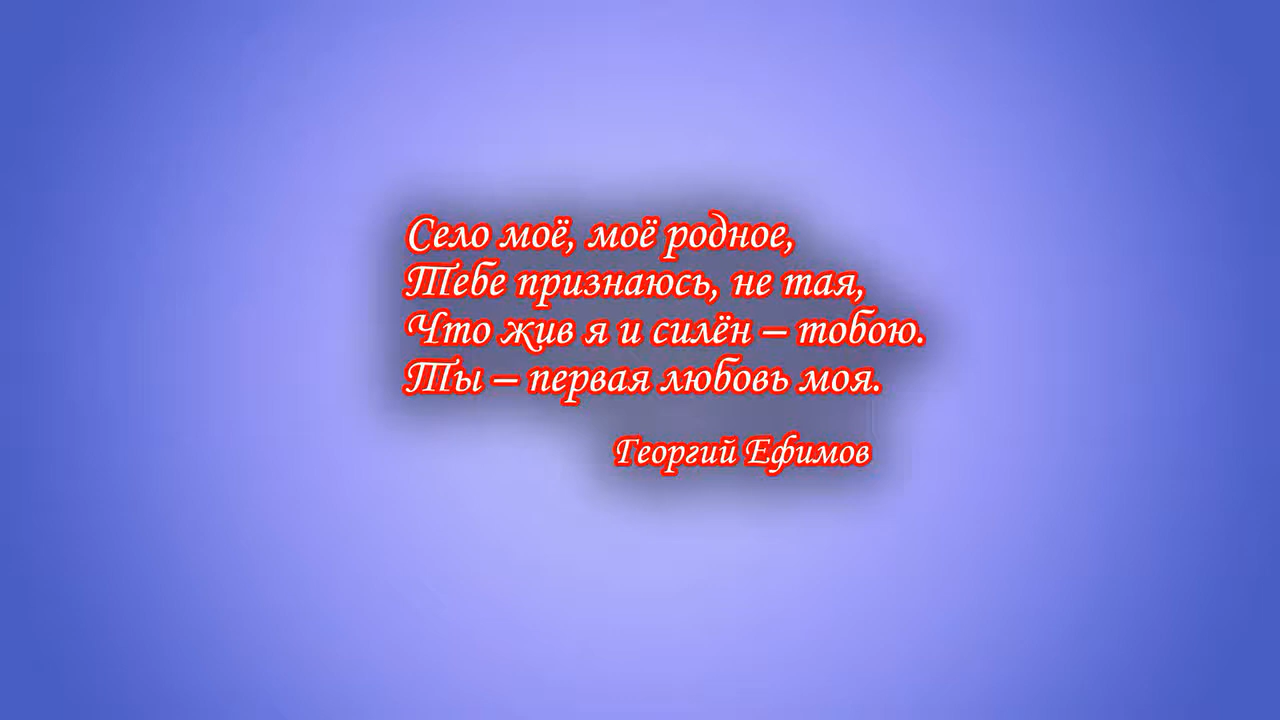 Село моё, моё родное,
Тебе признаюсь, не тая,
Что жив я и силён – тобою.
Ты – первая любовь моя.
Георгий Ефимов